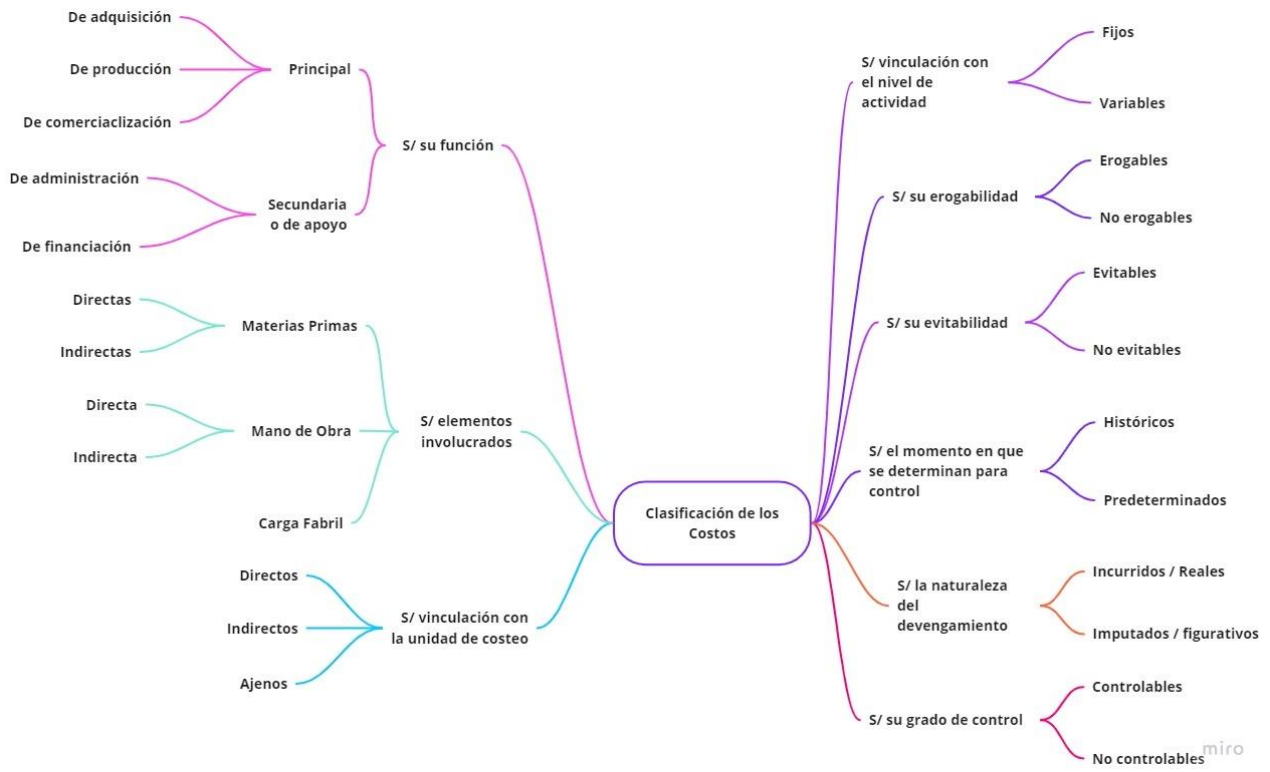 Clasificación de los
Costos
S/ su función
Principal
De adquisición
De producción
De comerciaclización
Secundaria
o de apoyo
De administración
De financiación
S/ elementos
involucrados
Materias Primas
Directas
Indirectas
Mano de Obra
Directa
Indirecta
Carga Fabril
S/ vinculación con
la unidad de costeo
Directos
Indirectos
Ajenos
S/ vinculación con
el nivel de
actividad
Fijos
Variables
S/ su erogabilidad
Erogables
No erogables
S/ su evitabilidad
Evitables
No evitables
S/ el momento en que
se determinan para
control
Históricos
Predeterminados
S/ la naturaleza
del
devengamiento
Incurridos / Reales
Imputados / figurativos
S/ su grado de control
Controlables
No controlables
miro